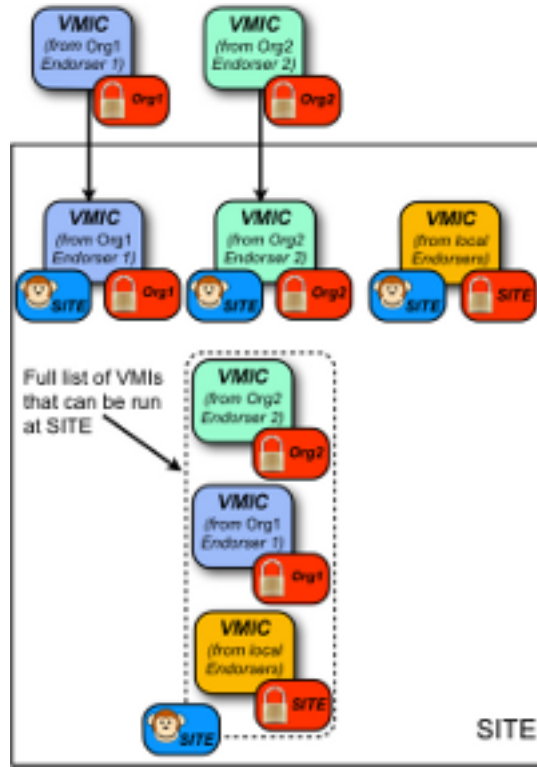 VMIC
(from Org1
Endorser 1)
Org1
VMIC
(from Org2
Endorser 2)
Org2
VMIC
(from Org1
Endorser 1)
SITE
Org1
VMIC
(from Org2
Endorser 2)
SITE
Org2
VMIC
(from local
Endorsers)
SITE
SITE
Full list of VMIs
that can be run
at SITE
VMIC
(from Org2
Endorser 2)
Org2
VMIC
(from Org1
Endorser 1)
Org1
VMIC
(from local
Endorsers)
SITE
SITE
SITE